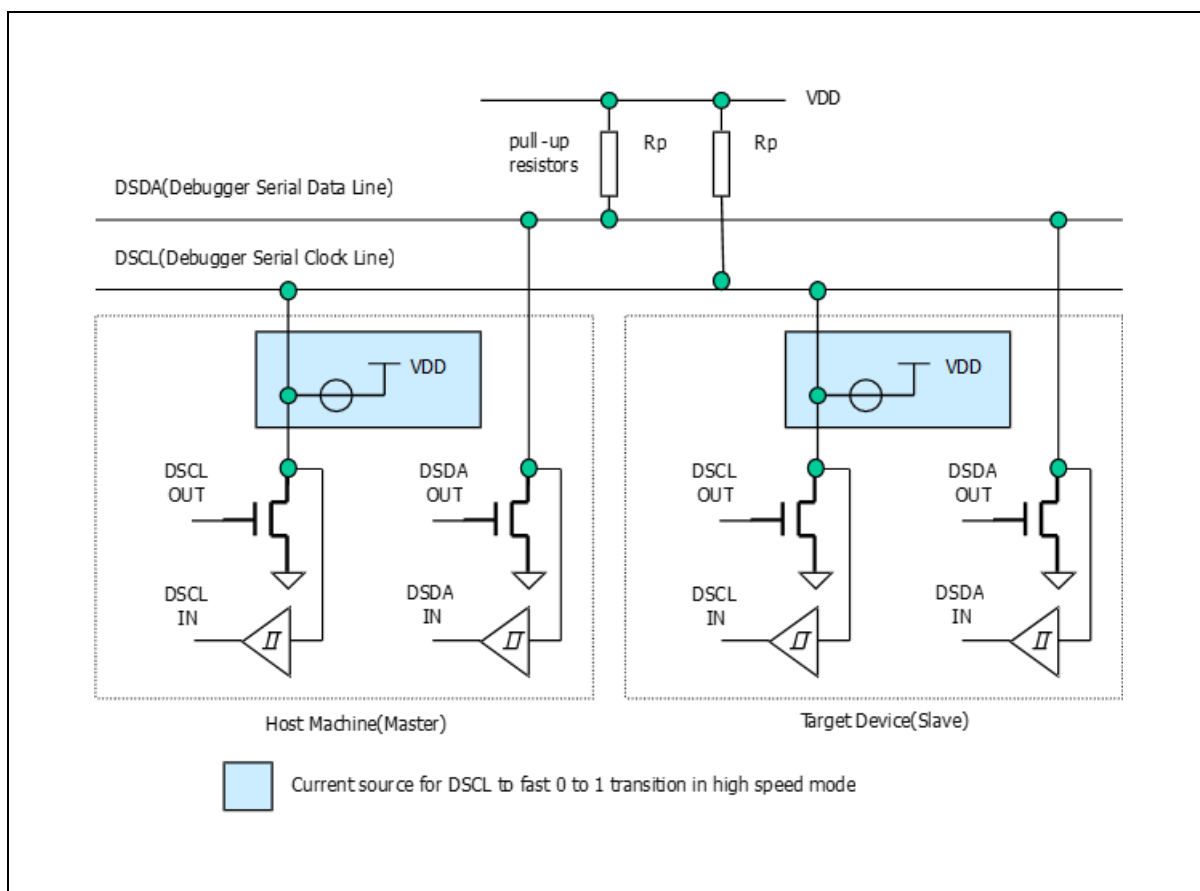 VDD
pull -up
resistors
Rp
Rp
DSDA(Debugger Serial Data Line)
DSCL(Debugger Serial Clock Line)
VDD
VDD
DSCL
OUT
DSDA
OUT
DSCL
OUT
DSDA
OUT
DSCL
IN
DSDA
IN
DSCL
IN
DSDA
IN
Host Machine(Master)
Target Device(Slave)
Current source for DSCL to fast 0 to 1 transition in high speed mode